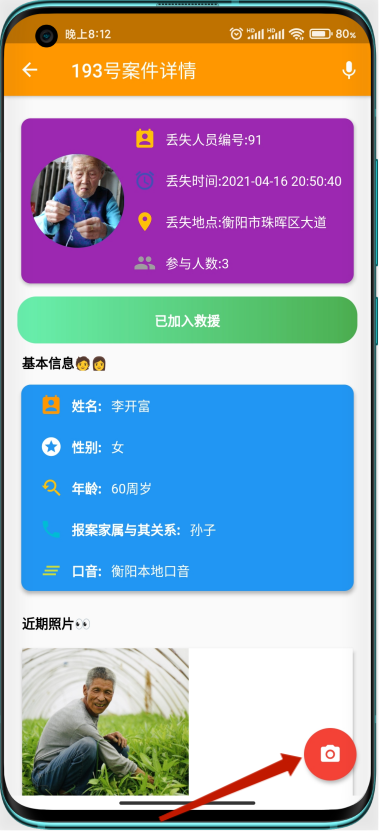 晚上8:12
HD HD 80%
193号案件详情
丢失人员编号:91
丢失时间:2021-04-16 20:50:40
丢失地点:衡阳市珠晖区大道
参与人数:3
已加入救援
基本信息🧑👩
姓名: 李开富
性别: 女
年龄: 60周岁
报案家属与其关系: 孙子
口音: 衡阳本地口音
近期照片👀